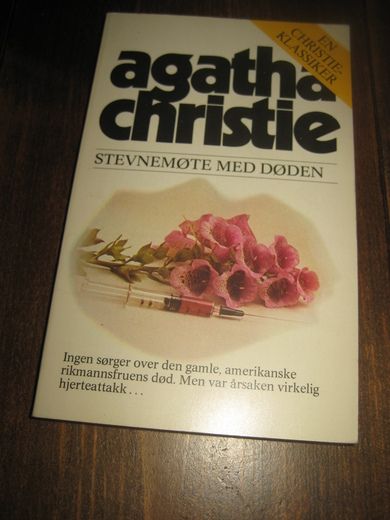 EN
CHRISTIE-
KLASSIKER
agatha
christie
STEVNEMØTE MED DØDEN
Ingen sørger over den gamle, amerikanske
rikmannsfruens død. Men var årsaken virkelig
hjerteattakk...